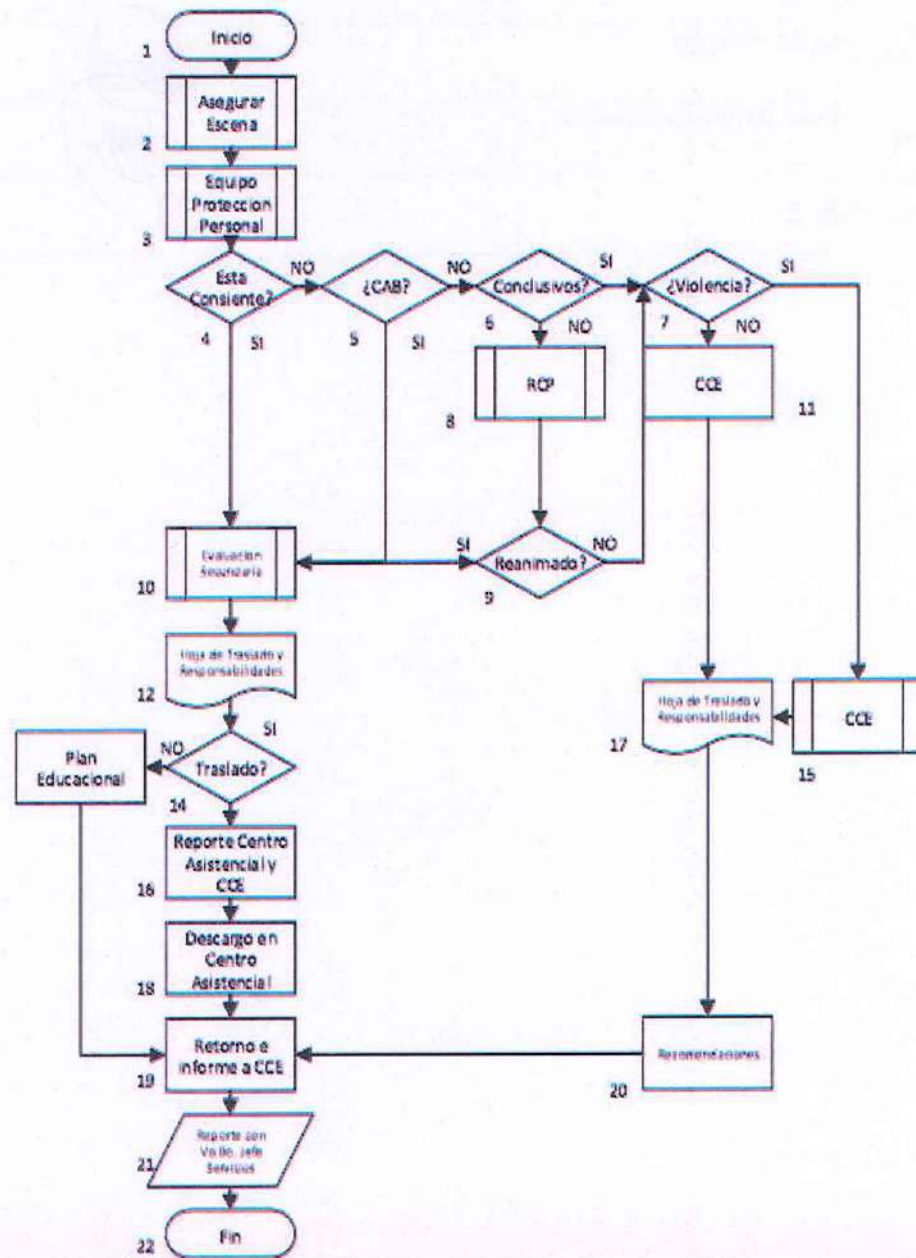 Inicio
1
Asegurar
Escena
2
Equipo
Proteccion
Personal
3
Esta
Consiente?
NO
4
SI
¿CAB?
NO
5
SI
Conclusivos?
SI
6
NO
¿Violencia?
SI
7
NO
RCP
8
CCE
11
Evaluacion
Secundaria
10
SI
Reanimado?
NO
9
Hoja de Traslado y
Responsabilidades
12
SI
NO
Traslado?
14
Plan
Educacional
Hoja de Traslado y
Responsabilidades
17
CCE
15
Reporte Centro
Asistencial y
CCE
16
Descargo en
Centro
Asistencial
18
Retorno e
informe a CCE
19
Recomendaciones
20
Reporte con
Vo.Bo. Jefe
Servicios
21
Fin
22